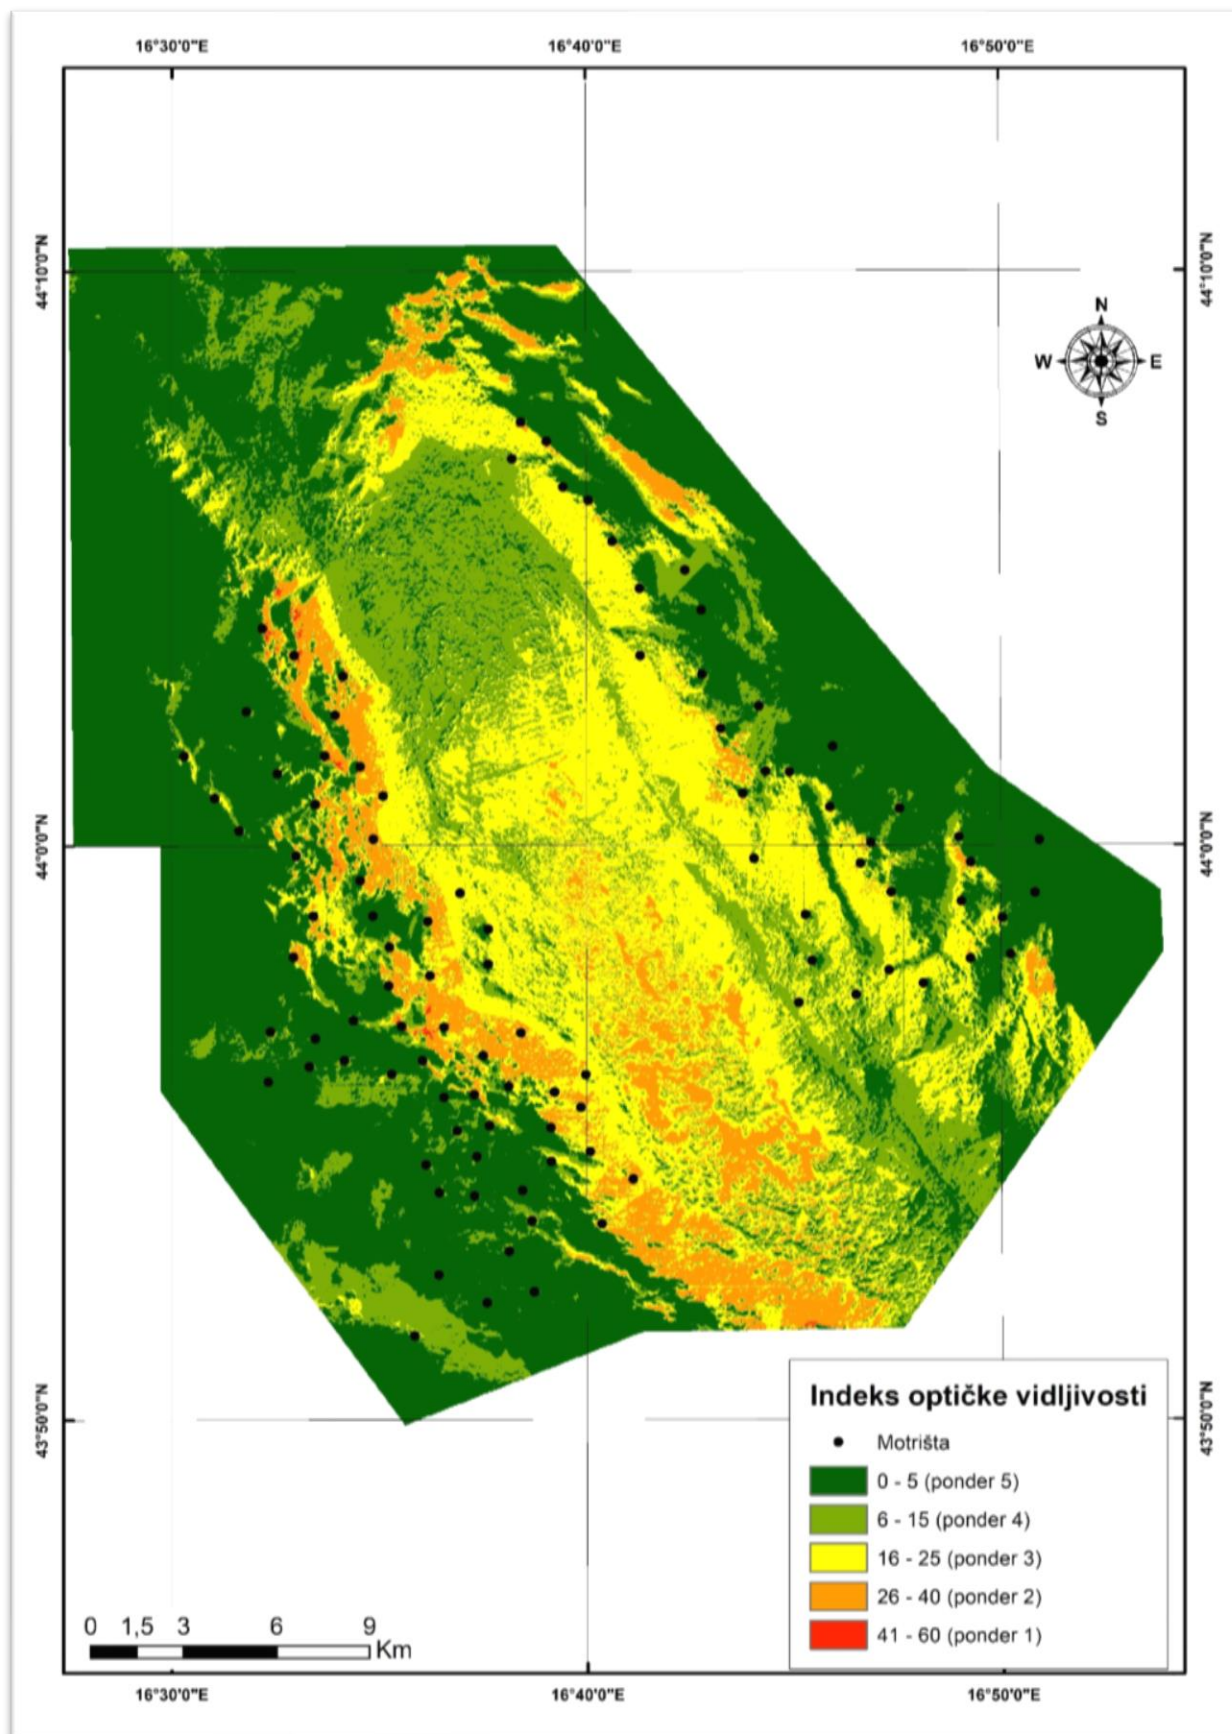 16°30'0"E 16°40'0"E 16°50'0"E
44°10'0"N 44°10'0"N
N
W E
S
44°0'0"N 44°0'0"N
43°50'0"N 43°50'0"N
Indeks optičke vidljivosti
Motrišta
0 - 5 (ponder 5)
6 - 15 (ponder 4)
16 - 25 (ponder 3)
26 - 40 (ponder 2)
41 - 60 (ponder 1)
0 1,5 3 6 9
Km
16°30'0"E 16°40'0"E 16°50'0"E